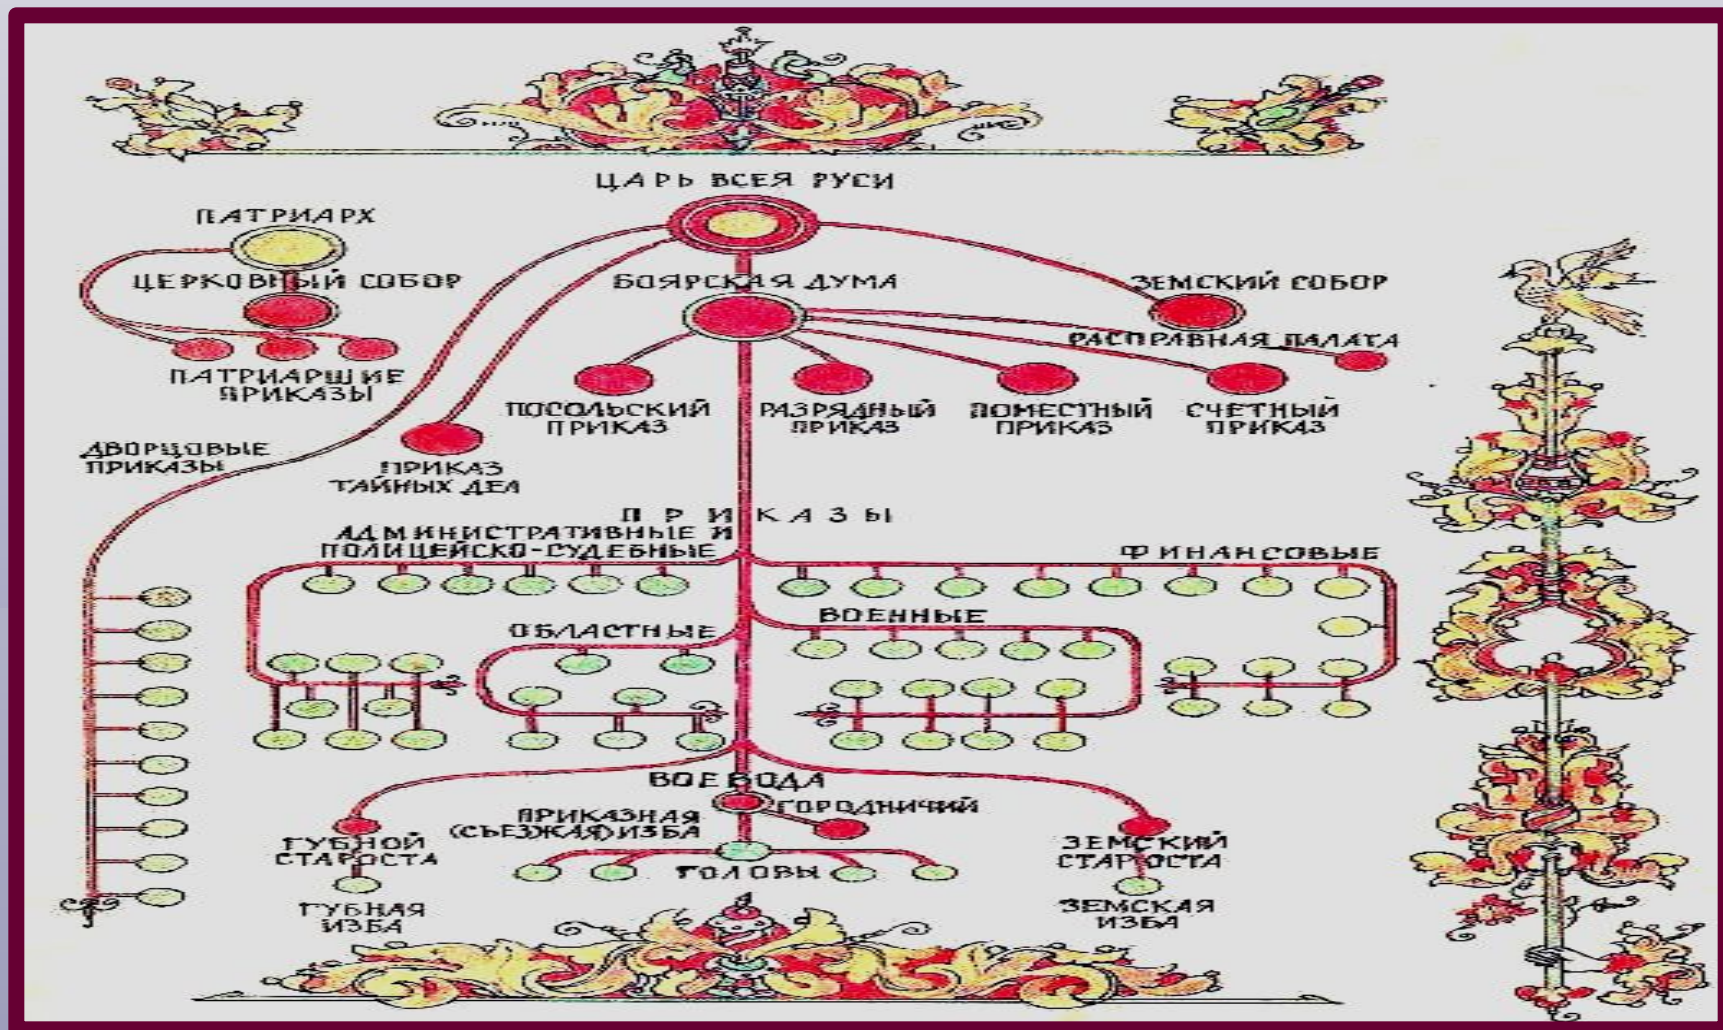 ЦАРЬ ВСЕЯ РУСИ
ПАТРИАРХ
ЦЕРКОВНЫЙ СОБОР
БОЯРСКАЯ ДУМА
ЗЕМСКИЙ СОБОР
РАСПРАВНАЯ ПАЛАТА
ПАТРИАРШИЕ
ПРИКАЗЫ
ПОСОЛЬСКИЙ
ПРИКАЗ
РАЗРЯДНЫЙ
ПРИКАЗ
ПОМЕСТНЫЙ
ПРИКАЗ
СЧЕТНЫЙ
ПРИКАЗ
ДВОРЦОВЫЕ
ПРИКАЗЫ
ПРИКАЗ
ТАЙНЫХ ДЕЛ
ПРИКАЗЫ
АДМИНИСТРАТИВНЫЕ И
ПОЛИЦЕЙСКО-СУДЕБНЫЕ
ФИНАНСОВЫЕ
ОБЛАСТНЫЕ
ВОЕННЫЕ
ВОЕВОДА
ГОРОДНИЧИЙ
ПРИКАЗНАЯ
(СЪЕЗЖАЯ) ИЗБА
ГУБНОЙ
СТАРОСТА
ЗЕМСКИЙ
СТАРОСТА
ГОЛОВЫ
ГУБНАЯ
ИЗБА
ЗЕМСКАЯ
ИЗБА